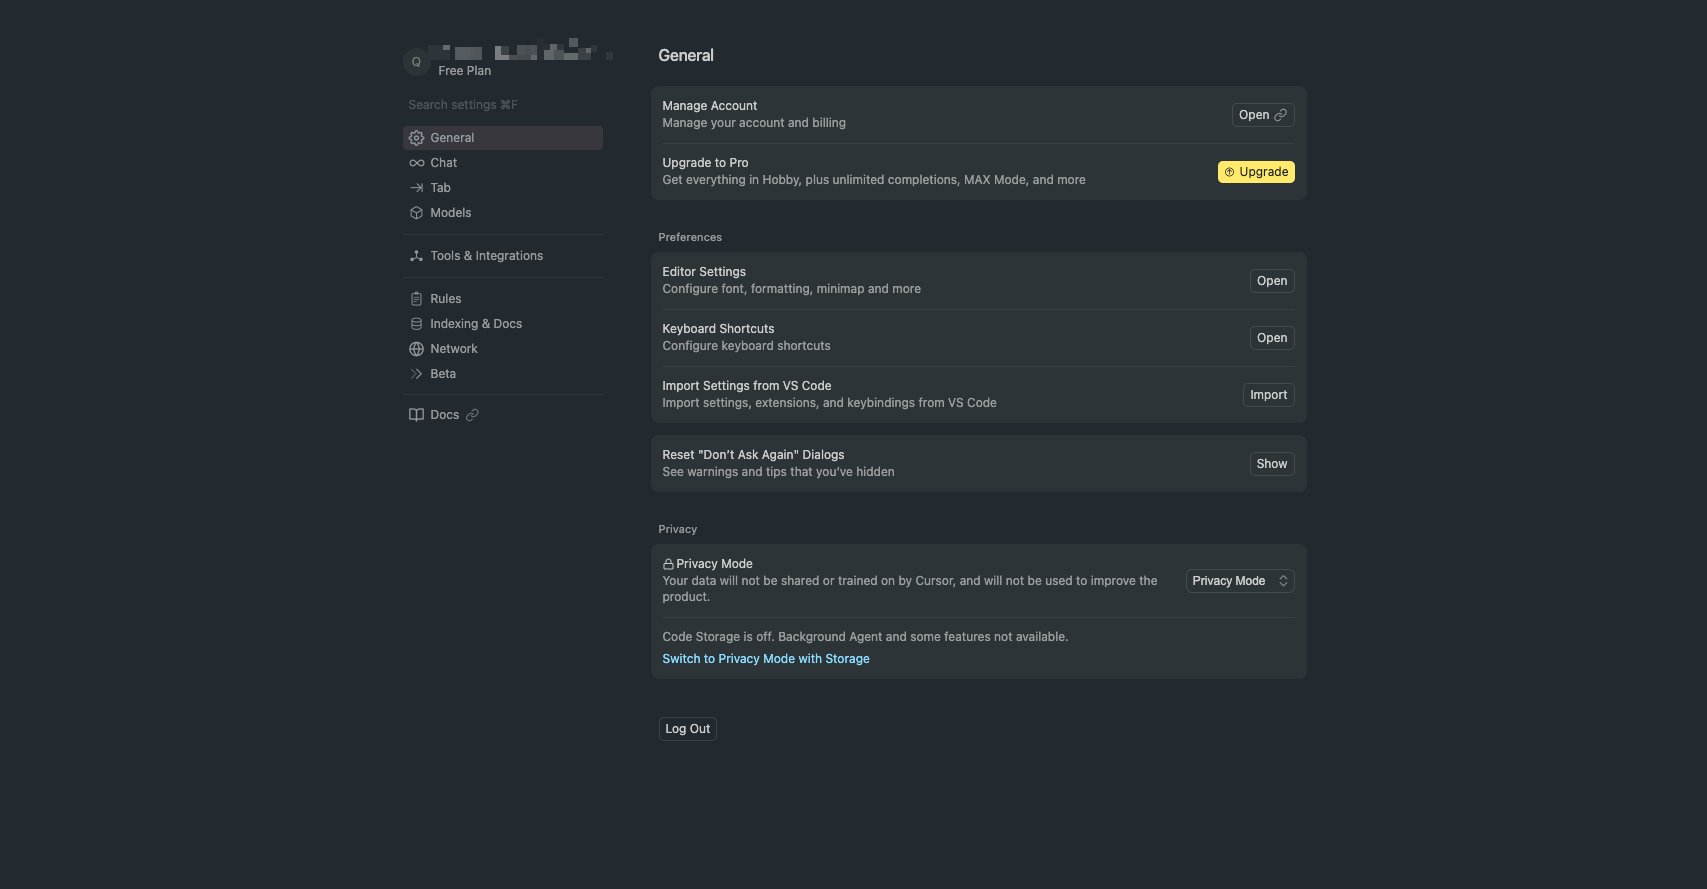 Q
Free Plan
Search settings ⌘F
General
Chat
Tab
Models
Tools & Integrations
Rules
Indexing & Docs
Network
Beta
Docs
General
Manage Account
Manage your account and billing
Open
Upgrade to Pro
Get everything in Hobby, plus unlimited completions, MAX Mode, and more
Upgrade
Preferences
Editor Settings
Configure font, formatting, minimap and more
Open
Keyboard Shortcuts
Configure keyboard shortcuts
Open
Import Settings from VS Code
Import settings, extensions, and keybindings from VS Code
Import
Reset "Don't Ask Again" Dialogs
See warnings and tips that you've hidden
Show
Privacy
Privacy Mode
Your data will not be shared or trained on by Cursor, and will not be used to improve the
product.
Privacy Mode
Code Storage is off. Background Agent and some features not available.
Switch to Privacy Mode with Storage
Log Out